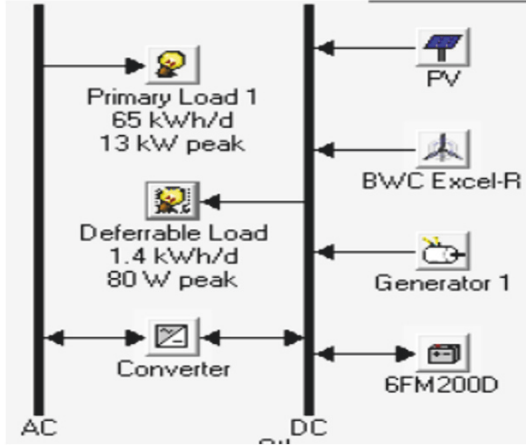 Primary Load 1
65 kWh/d
13 kW peak
PV
BWC Excel-R
Deferrable Load
1.4 kWh/d
80 W peak
Generator 1
Converter
6FM200D
AC
DC